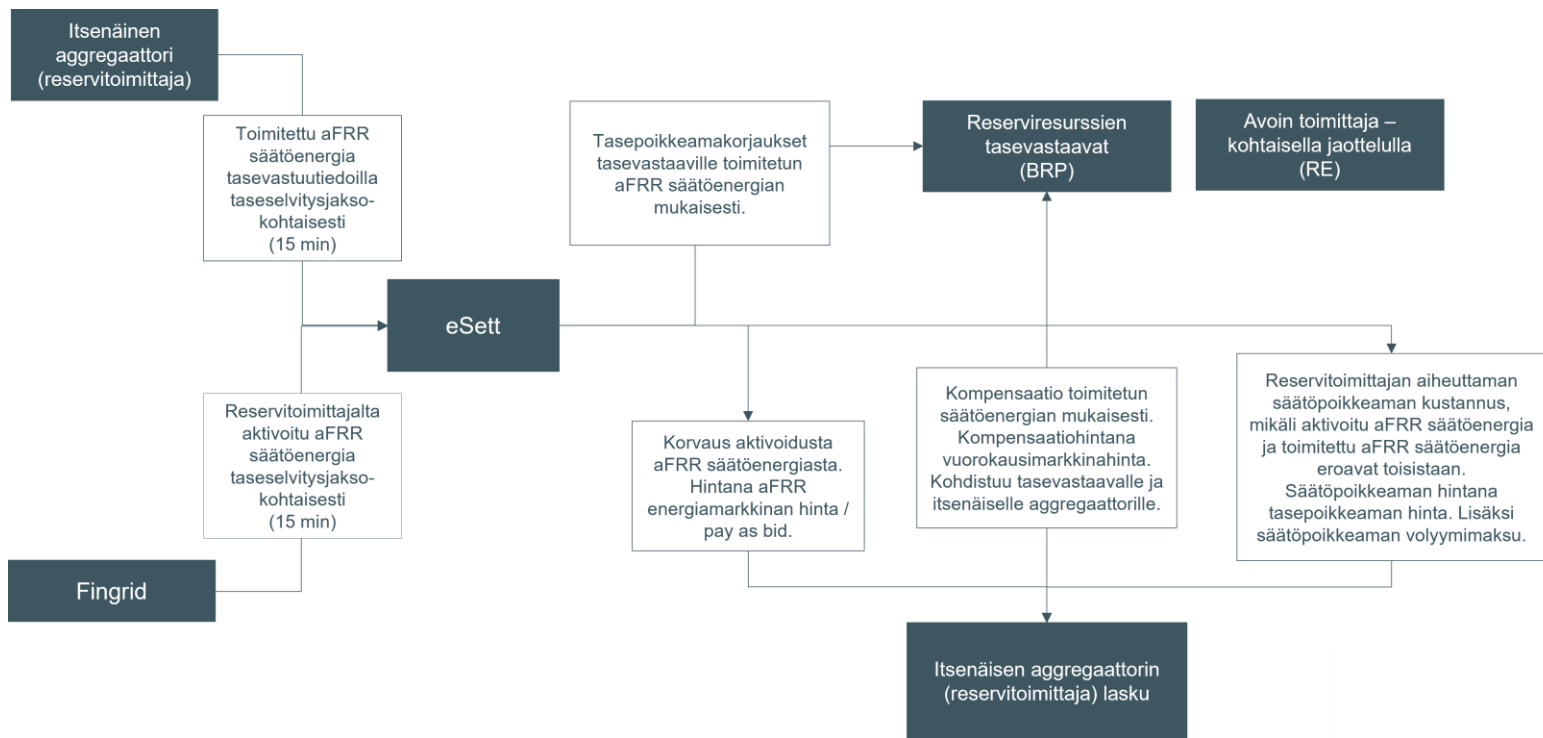 Itsenäinen
aggregaattori
(reservitoimittaja)
Toimitettu aFRR
säätöenergia
tasevastuutiedoilla
taseselvitysjakso-
kohtaisesti
(15 min)
Tasepoikkeamakorjaukset
tasevastaaville toimitetun
aFRR säätöenergian
mukaisesti.
Reserviresurssien
tasevastaavat
(BRP)
Avoin toimittaja –
kohtaisella jaottelulla
(RE)
eSett
Reservitoimittajalta
aktivoitu aFRR
säätöenergia
taseselvitysjakso-
kohtaisesti
(15 min)
Korvaus aktivoidusta
aFRR säätöenergiasta.
Hintana aFRR
energiamarkkinan hinta /
pay as bid.
Kompensaatio toimitetun
säätöenergian mukaisesti.
Kompensaatiohintana
vuorokausimarkkinahinta.
Kohdistuu tasevastaavalle ja
itsenäiselle aggregaattorille.
Reservitoimittajan aiheuttaman
säätöpoikkeaman kustannus,
mikäli aktivoitu aFRR säätöenergia
ja toimitettu aFRR säätöenergia
eroavat toisistaan.
Säätöpoikkeaman hintana
tasepoikkeaman hinta. Lisäksi
säätöpoikkeaman volyymimaksu.
Fingrid
Itsenäisen aggregaattorin
(reservitoimittaja) lasku